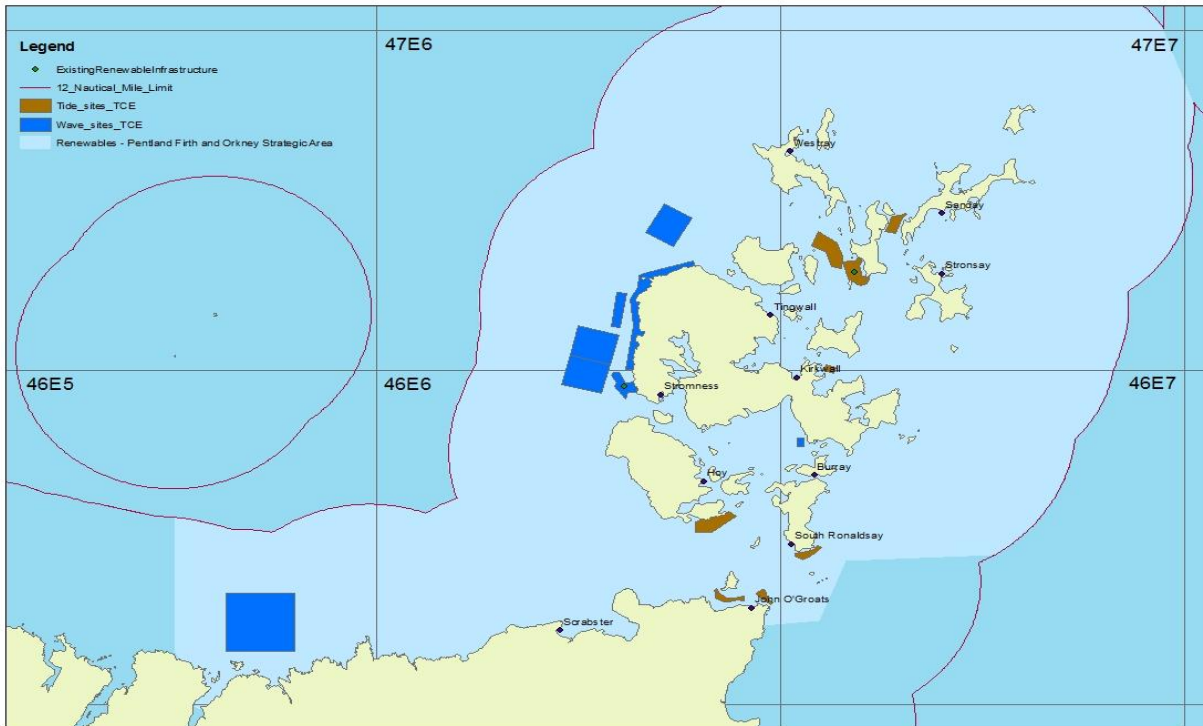 47E6
47E7
Legend
ExistingRenewableInfrastructure
12_Nautical_Mile_Limit
Tide_sites_TCE
Wave_sites_TCE
Renewables - Pentland Firth and Orkney Strategic Area
Westray
Sanday
Stronsay
Tingwall
46E5
46E6
Kirkwall
46E7
Stromness
Burray
Hoy
South Ronaldsay
John O'Groats
Scrabster